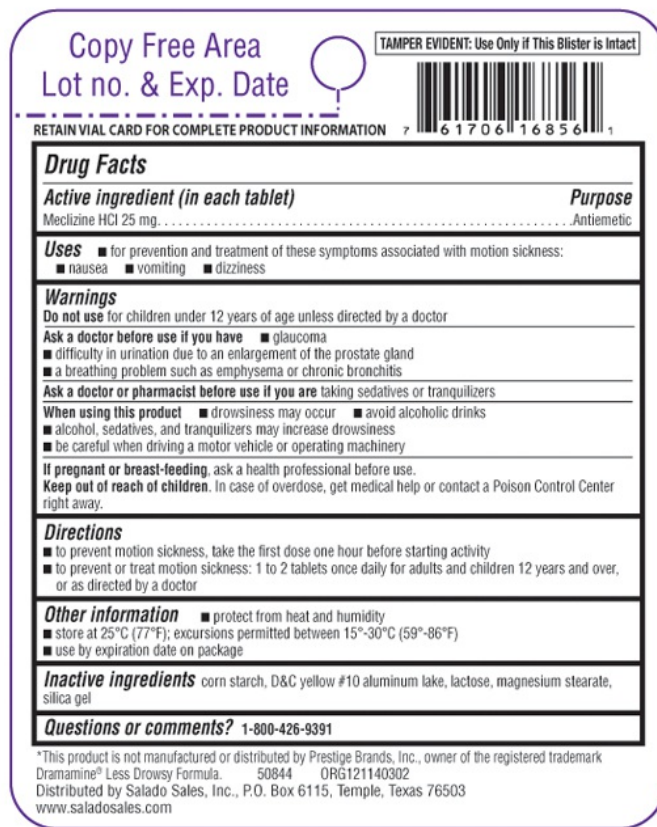 Copy Free Area
Lot no. & Exp. Date
TAMPER EVIDENT: Use Only if This Blister is Intact
RETAIN VIAL CARD FOR COMPLETE PRODUCT INFORMATION
7 61706 16856 1
Drug Facts
Active ingredient (in each tablet) Purpose
Meclizine HCl 25 mg. . . . . . . . . . . . . . . . . . . . . . . . . . . . . . . . . . . . . . . . . . . . . . . . . . . . . . . . . . .Antiemetic
Uses ■ for prevention and treatment of these symptoms associated with motion sickness:
■ nausea ■ vomiting ■ dizziness
Warnings
Do not use for children under 12 years of age unless directed by a doctor
Ask a doctor before use if you have ■ glaucoma
■ difficulty in urination due to an enlargement of the prostate gland
■ a breathing problem such as emphysema or chronic bronchitis
Ask a doctor or pharmacist before use if you are taking sedatives or tranquilizers
When using this product ■ drowsiness may occur ■ avoid alcoholic drinks
■ alcohol, sedatives, and tranquilizers may increase drowsiness
■ be careful when driving a motor vehicle or operating machinery
If pregnant or breast-feeding, ask a health professional before use.
Keep out of reach of children. In case of overdose, get medical help or contact a Poison Control Center
right away.
Directions
■ to prevent motion sickness, take the first dose one hour before starting activity
■ to prevent or treat motion sickness: 1 to 2 tablets once daily for adults and children 12 years and over,
or as directed by a doctor
Other information ■ protect from heat and humidity
■ store at 25°C (77°F); excursions permitted between 15°-30°C (59°-86°F)
■ use by expiration date on package
Inactive ingredients corn starch, D&C yellow #10 aluminum lake, lactose, magnesium stearate,
silica gel
Questions or comments? 1-800-426-9391
*This product is not manufactured or distributed by Prestige Brands, Inc., owner of the registered trademark
Dramamine® Less Drowsy Formula. 50844 ORG121140302
Distributed by Salado Sales, Inc., P.O. Box 6115, Temple, Texas 76503
www.saladosales.com